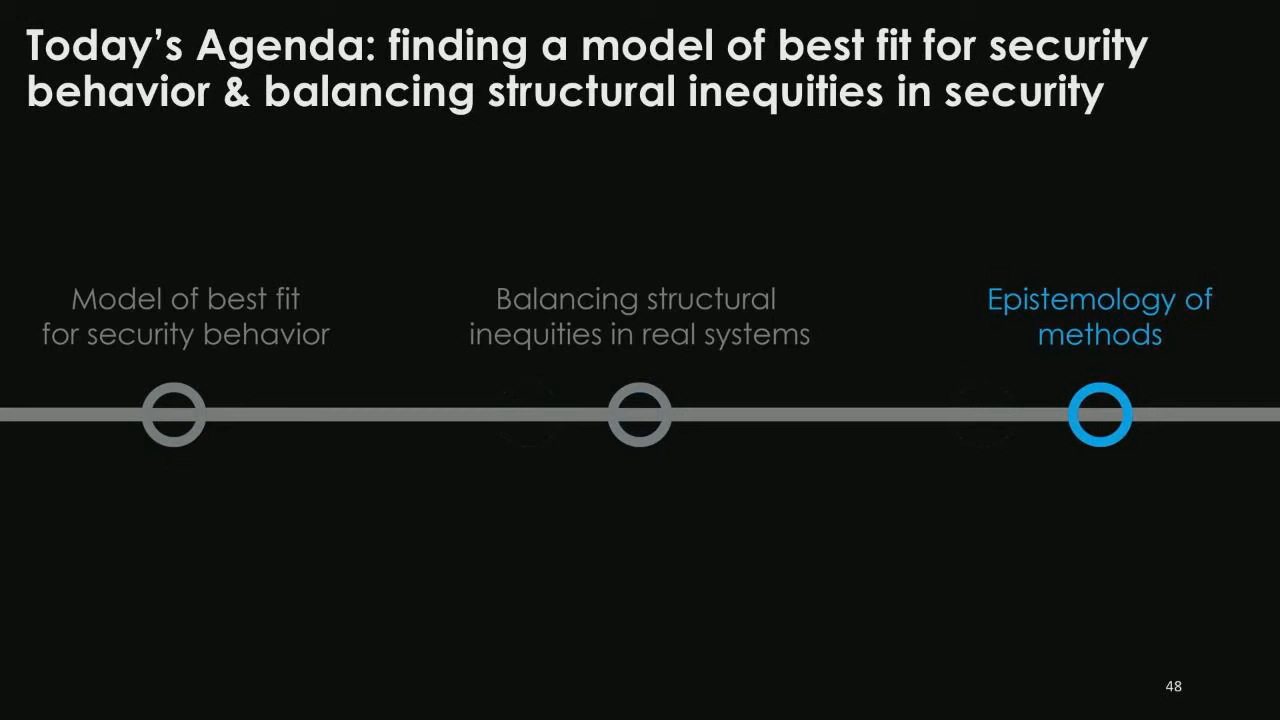 Today’s Agenda: finding a model of best fit for security
behavior & balancing structural inequities in security
Model of best fit
for security behavior
Balancing structural
inequities in real systems
Epistemology of
methods
48